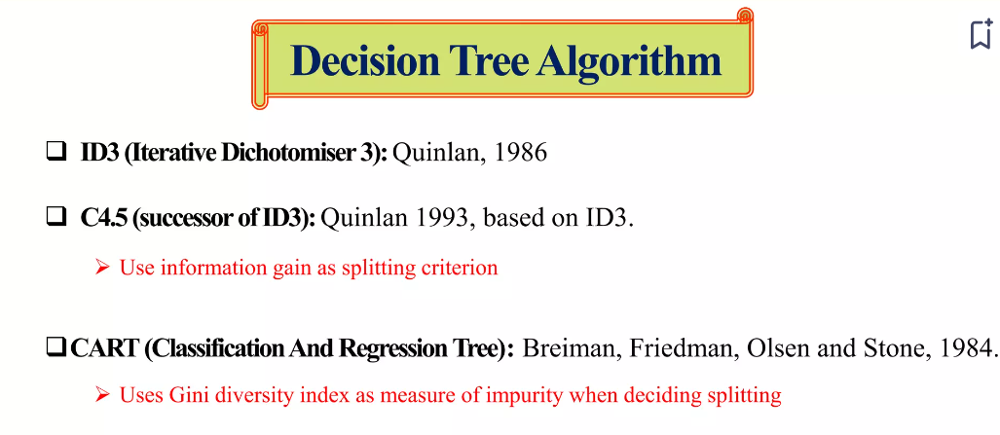 Decision Tree Algorithm
ID3 (Iterative Dichotomiser 3): Quinlan, 1986
C4.5 (successor of ID3): Quinlan 1993, based on ID3.
Use information gain as splitting criterion
CART (Classification And Regression Tree): Breiman, Friedman, Olsen and Stone, 1984.
Uses Gini diversity index as measure of impurity when deciding splitting